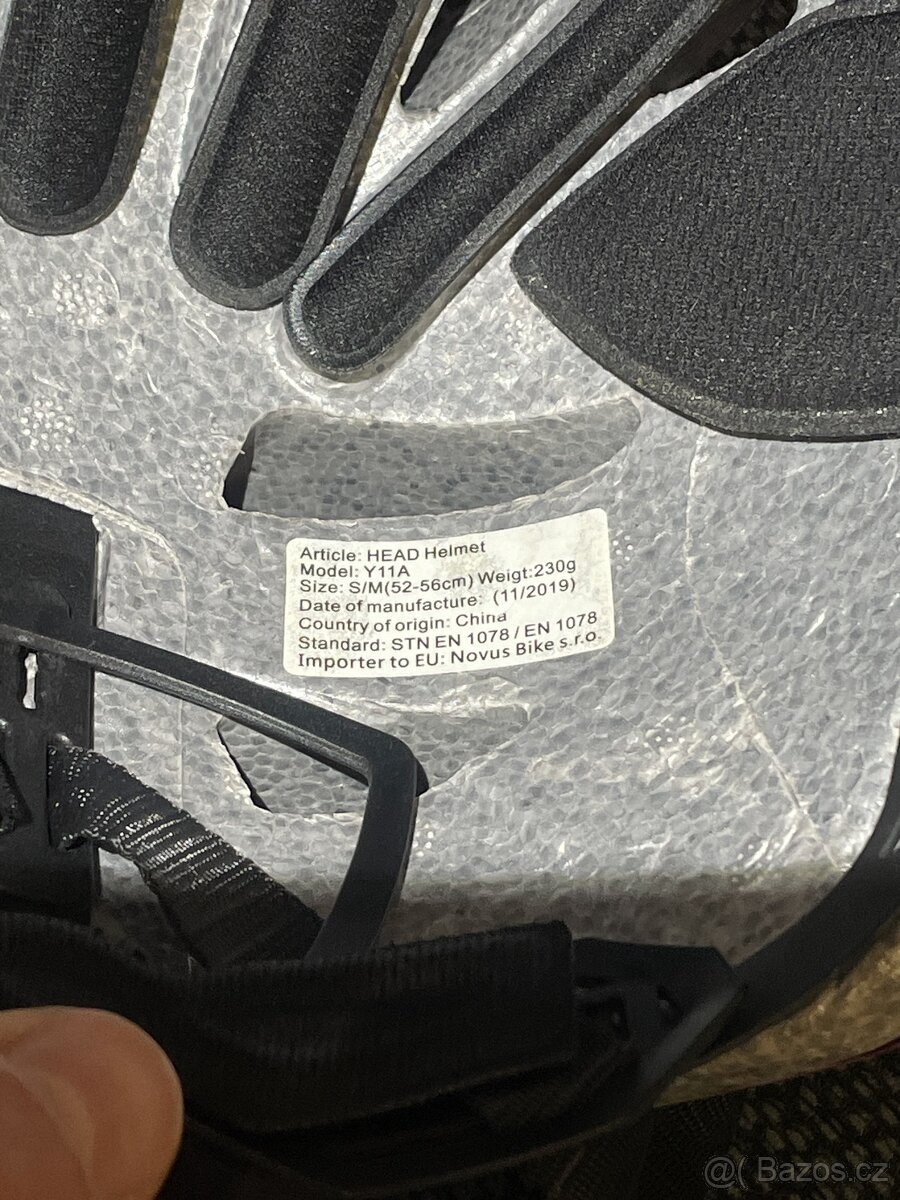 Article: HEAD Helmet
Model: Y11A
Size: S/M(52-56cm) Weigt:230g
Date of manufacture: (11/2019)
Country of origin: China
Standard: STN EN 1078 / EN 1078
Importer to EU: Novus Bike s.r.o.
@( Bazos.cz